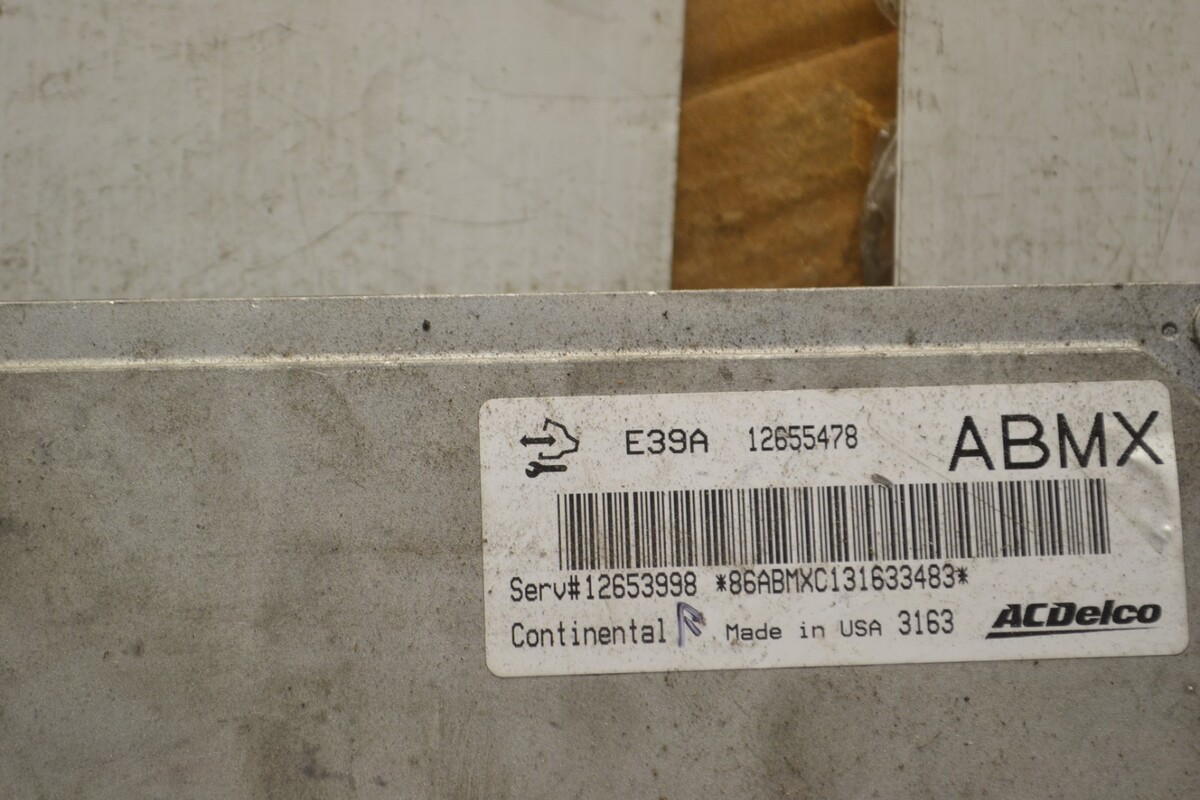 E39A 12655478 ABMX
Serv#12653998 *86ABMXC131633483*
Continental Made in USA 3163 ACDelco